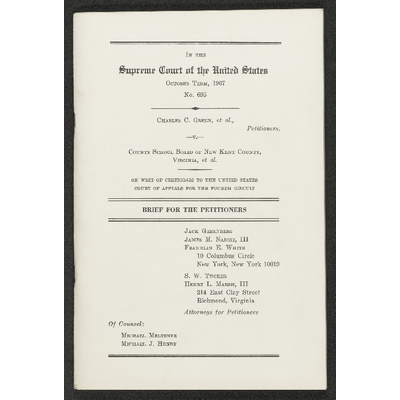 IN THE
Supreme Court of the United States
OCTOBER TERM, 1967
No. 695
CHARLES C. GREEN, et al.,
Petitioners,
—v.—
COUNTY SCHOOL BOARD OF NEW KENT COUNTY,
VIRGINIA, et al.
ON WRIT OF CERTIORARI TO THE UNITED STATES
COURT OF APPEALS FOR THE FOURTH CIRCUIT
BRIEF FOR THE PETITIONERS
JACK GREENBERG
JAMES M. NABRIT, III
FRANKLIN E. WHITE
10 Columbus Circle
New York, New York 10019
S. W. TUCKER
HENRY L. MARSH, III
214 East Clay Street
Richmond, Virginia
Attorneys for Petitioners
Of Counsel:
MICHAEL MELTSNER
MICHAEL J. HENRY